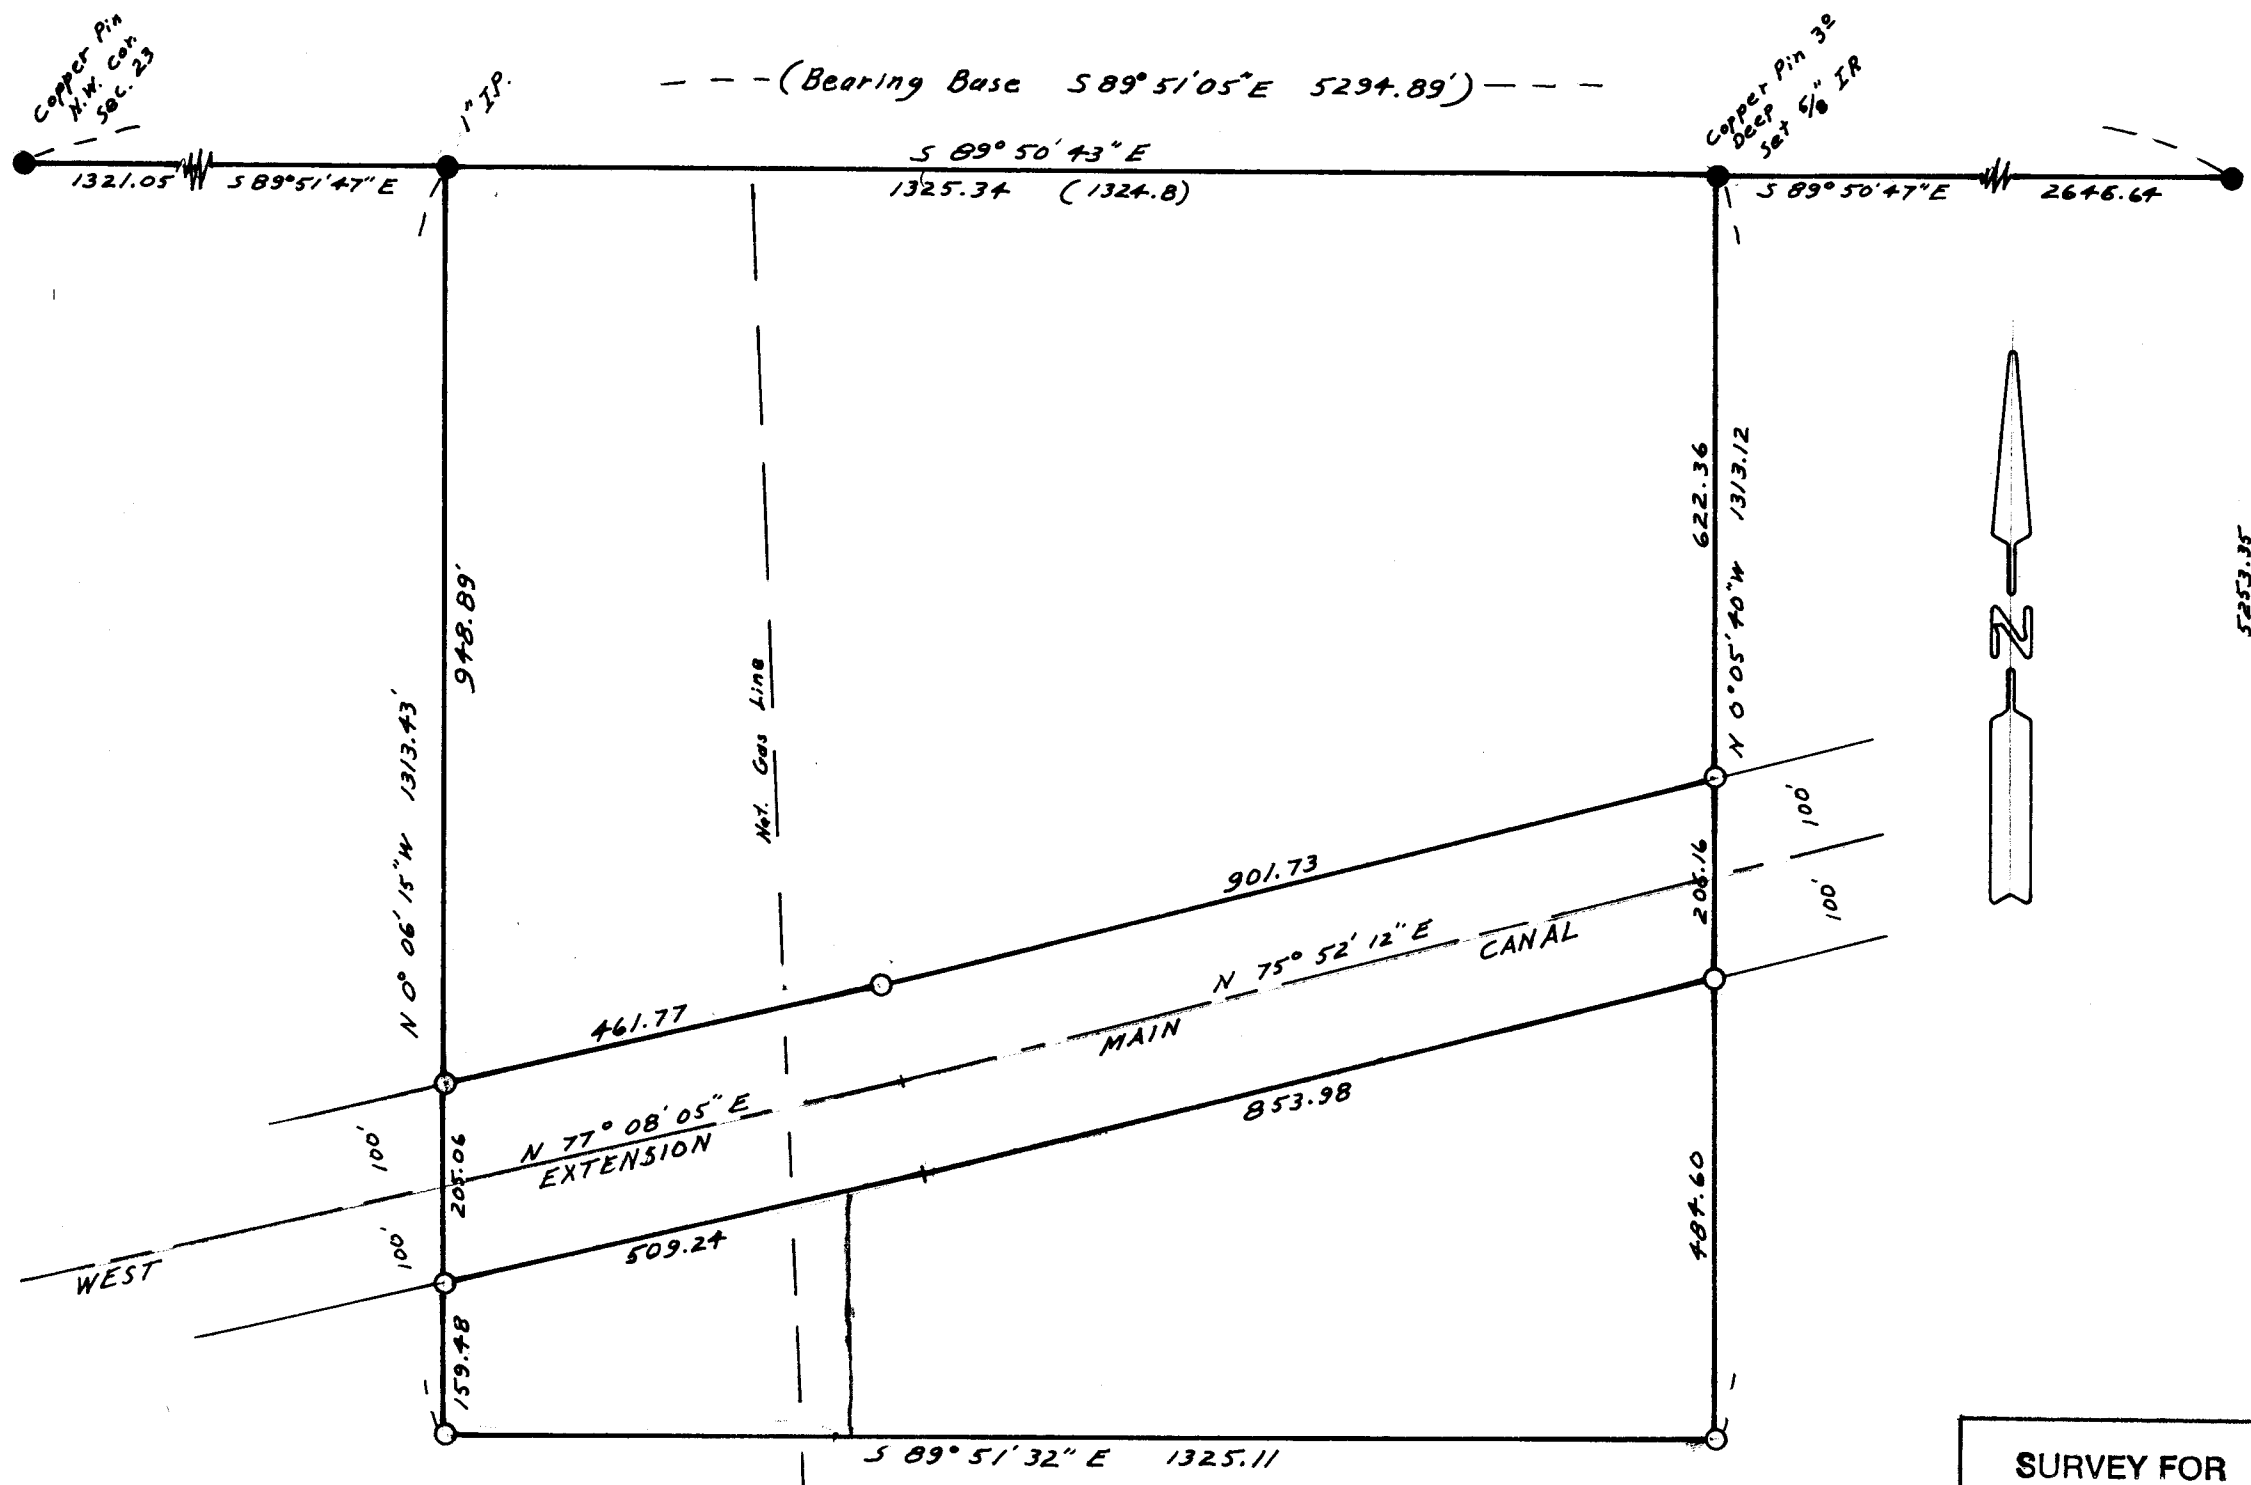 Copper Pin
N.W. Cor.
Sec. 23
1" IP.
(Bearing Base S 89° 51' 05" E 5294.89')
Copper Pin 3º
Deep
Set 5/8" IR
1321.05 S 89° 51' 47" E
S 89° 50' 43" E
1325.34 (1324.8)
S 89° 50' 47" E 2646.64
948.89'
N 0° 06' 15" W 1313.43'
Nat. Gas Line
622.36
N 0° 05' 40" W 1313.12
5253.35
N
100'
901.73
206.16
100'
461.77
N 75° 52' 12" E
CANAL
MAIN
N 77° 08' 05" E
EXTENSION
100'
205.06
853.98
100'
509.24
WEST
484.60
159.48
S 89° 51' 32" E 1325.11
SURVEY FOR